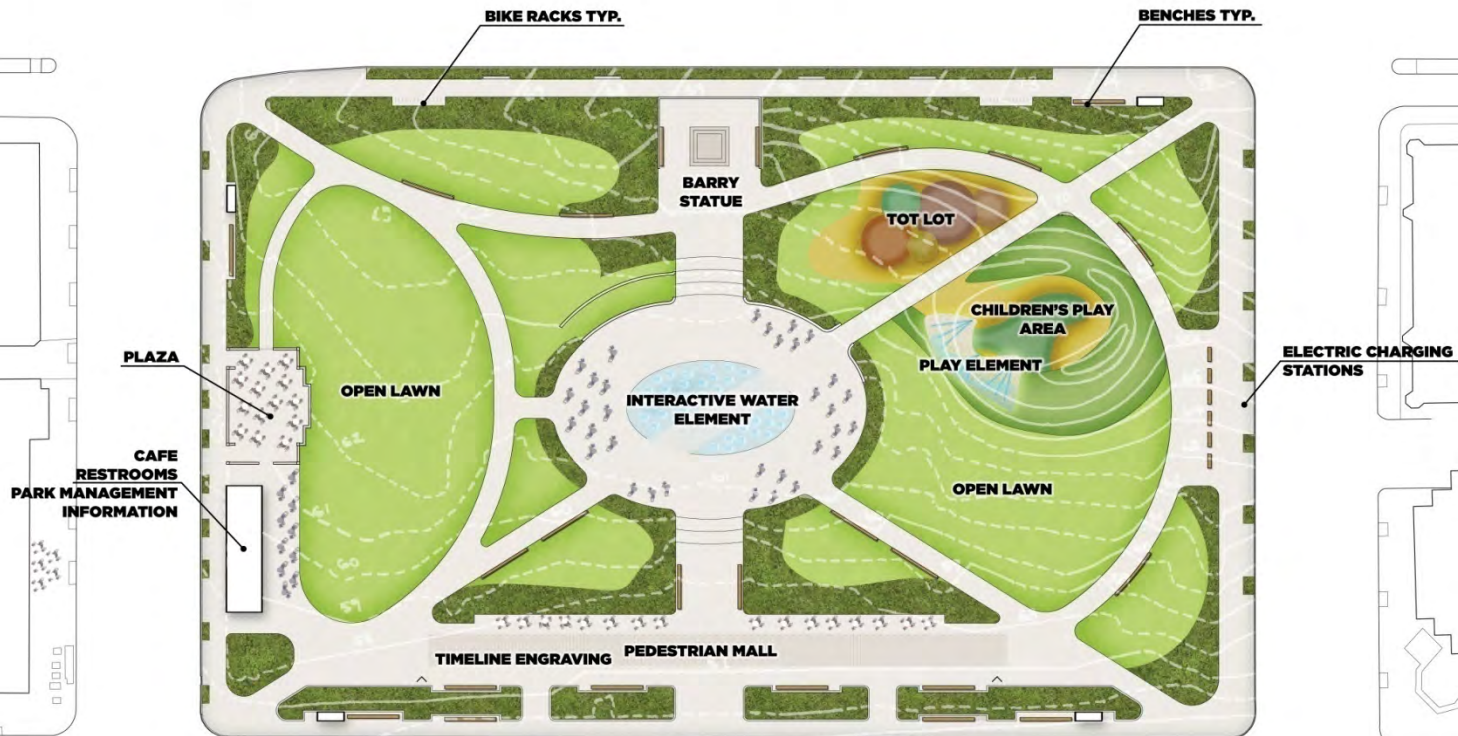 BIKE RACKS TYP.
BENCHES TYP.
BARRY
STATUE
TOT LOT
CHILDREN'S PLAY
AREA
PLAY ELEMENT
ELECTRIC CHARGING
STATIONS
PLAZA
OPEN LAWN
INTERACTIVE WATER
ELEMENT
CAFE
RESTROOMS
PARK MANAGEMENT
INFORMATION
OPEN LAWN
TIMELINE ENGRAVING
PEDESTRIAN MALL